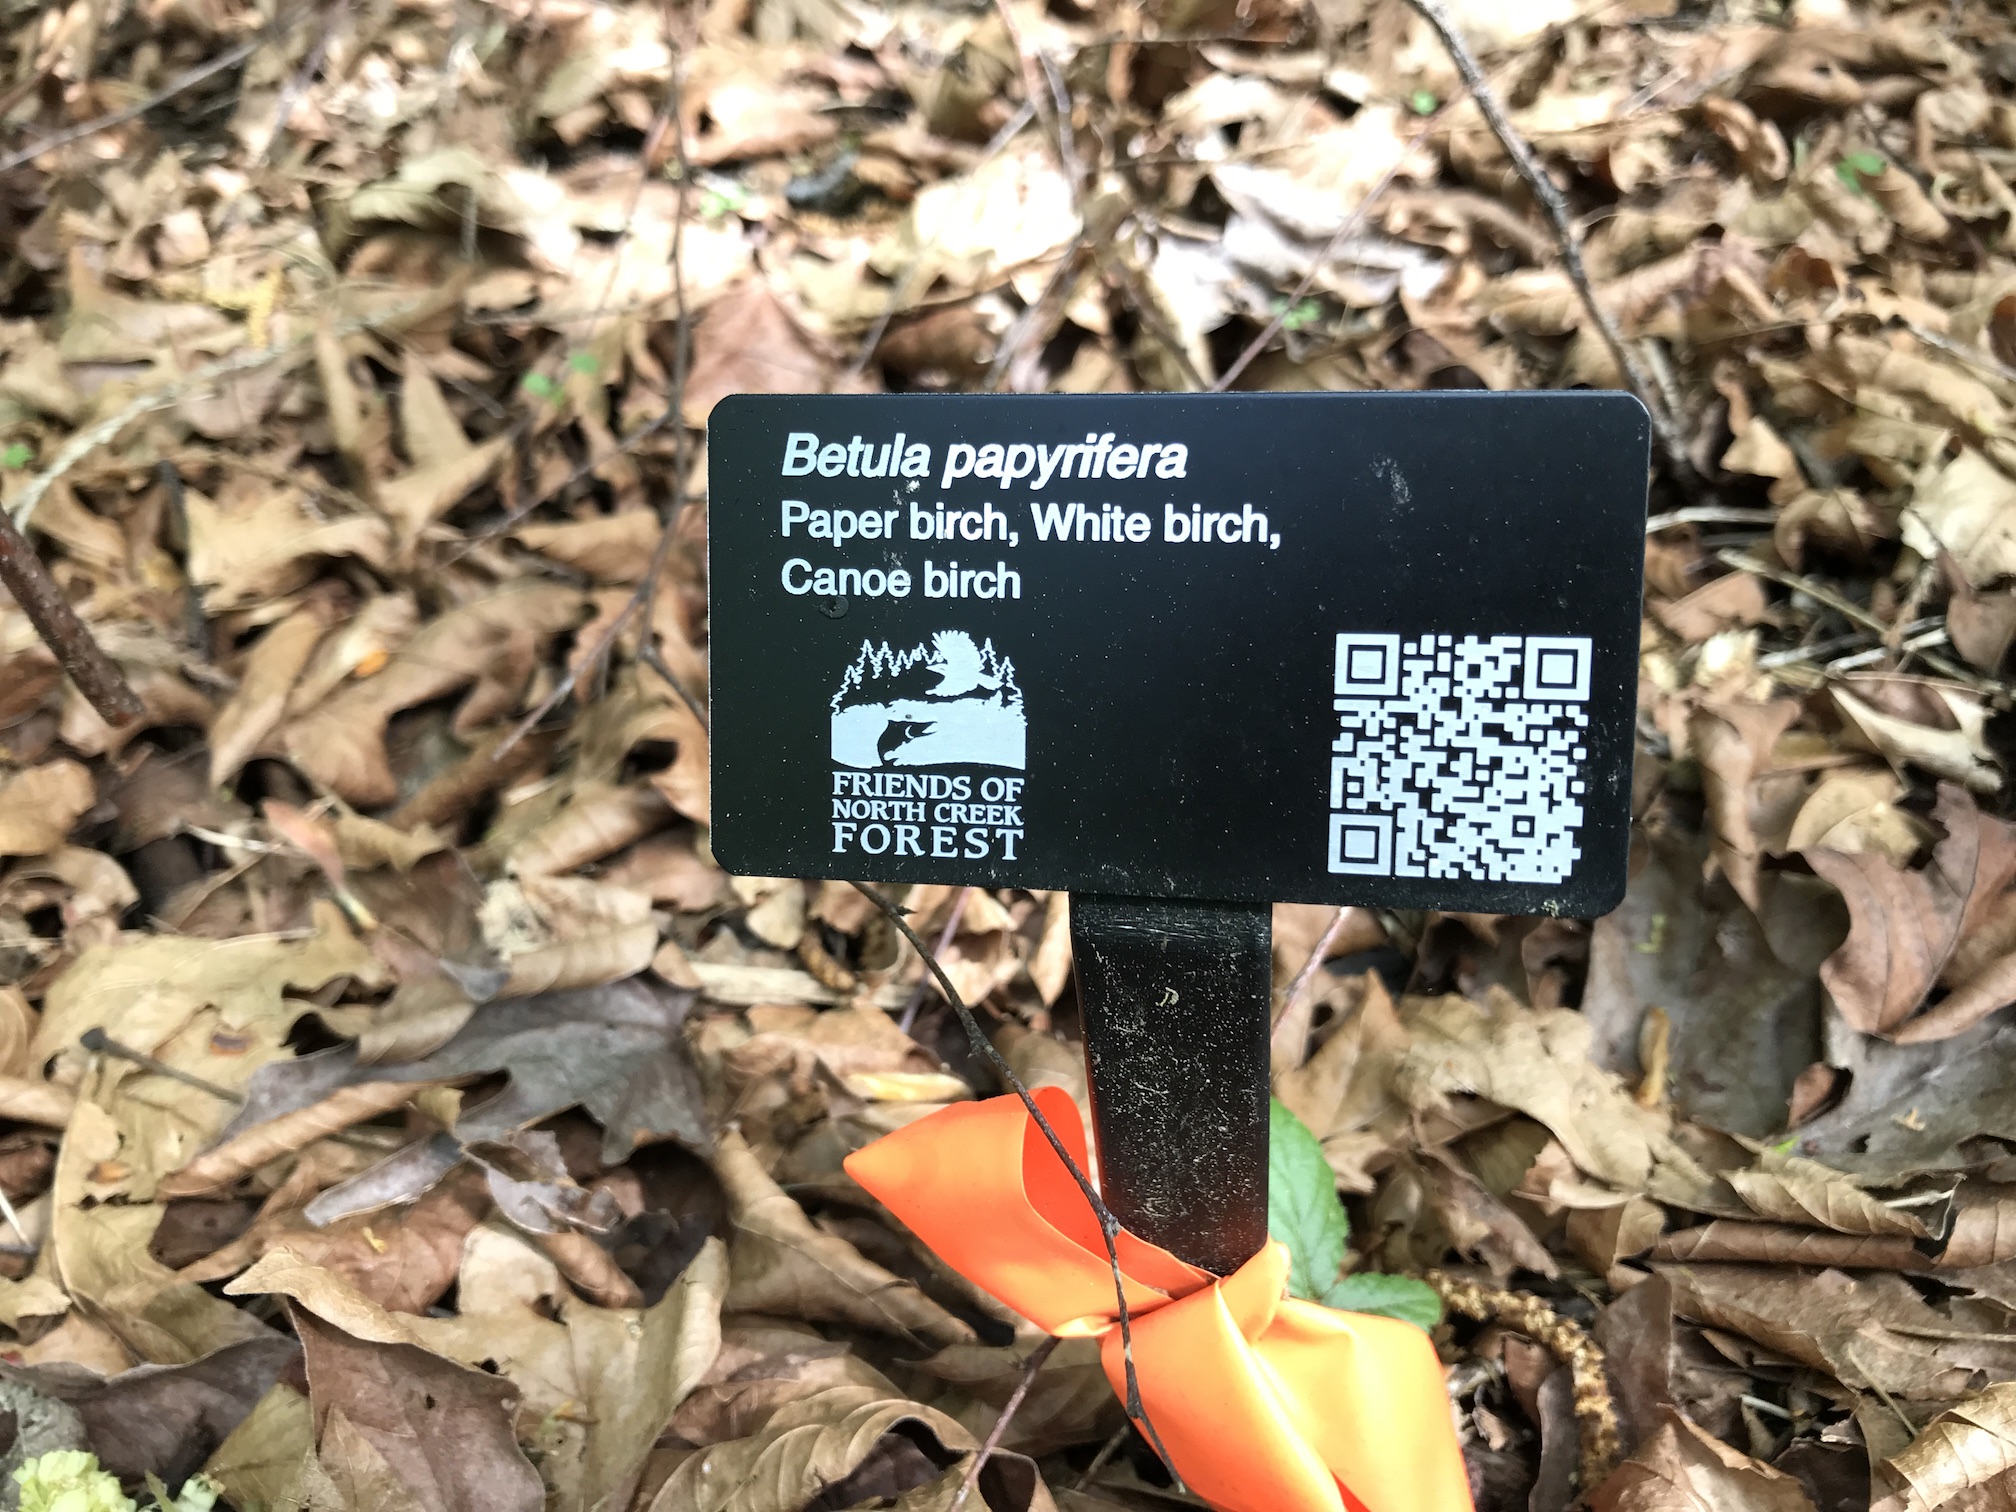 Betula papyrifera
Paper birch, White birch,
Canoe birch
FRIENDS OF
NORTH CREEK
FOREST